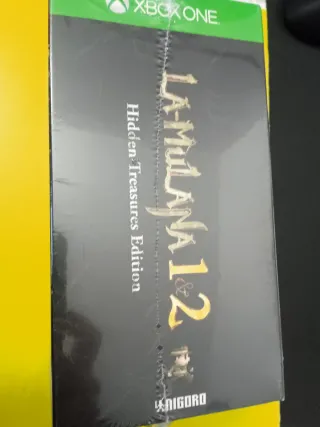 XBOX ONE
LA-MULANA 1 & 2
Hidden Treasures Edition
NIGORO